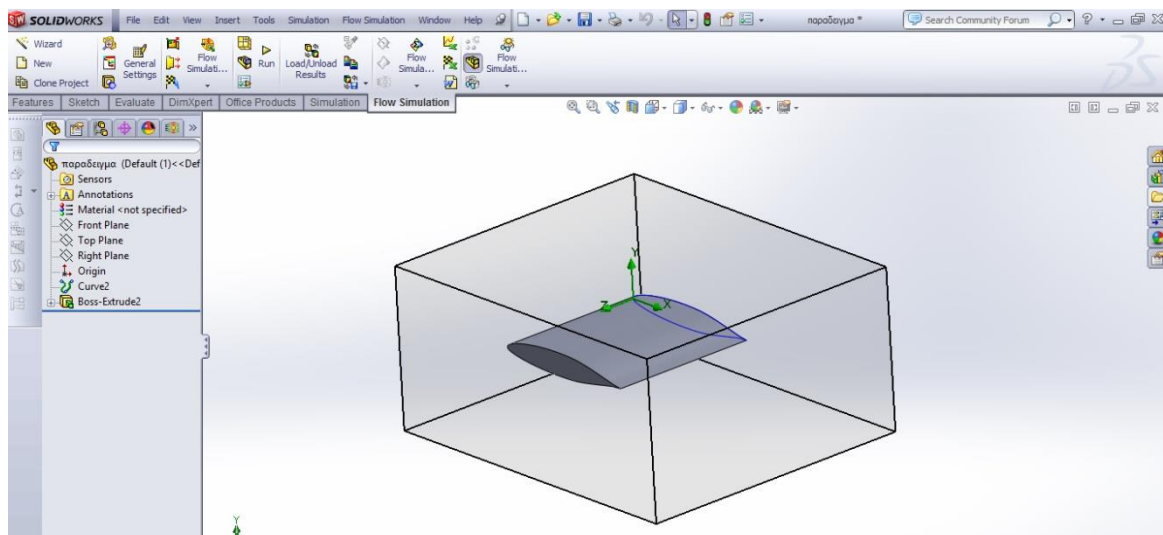 SOLIDWORKS File Edit View Insert Tools Simulation Flow Simulation Window Help παράδειγμα * Search Community Forum
Wizard
New
Clone Project
General Settings
Flow Simulati...
Run
Load/Unload Results
Flow Simula...
Flow Simulati...
Features Sketch Evaluate DimXpert Office Products Simulation Flow Simulation
παραδειγμα (Default (1)<<Def
Sensors
Annotations
Material <not specified>
Front Plane
Top Plane
Right Plane
Origin
Curve2
Boss-Extrude2
Y
Z
X
Y